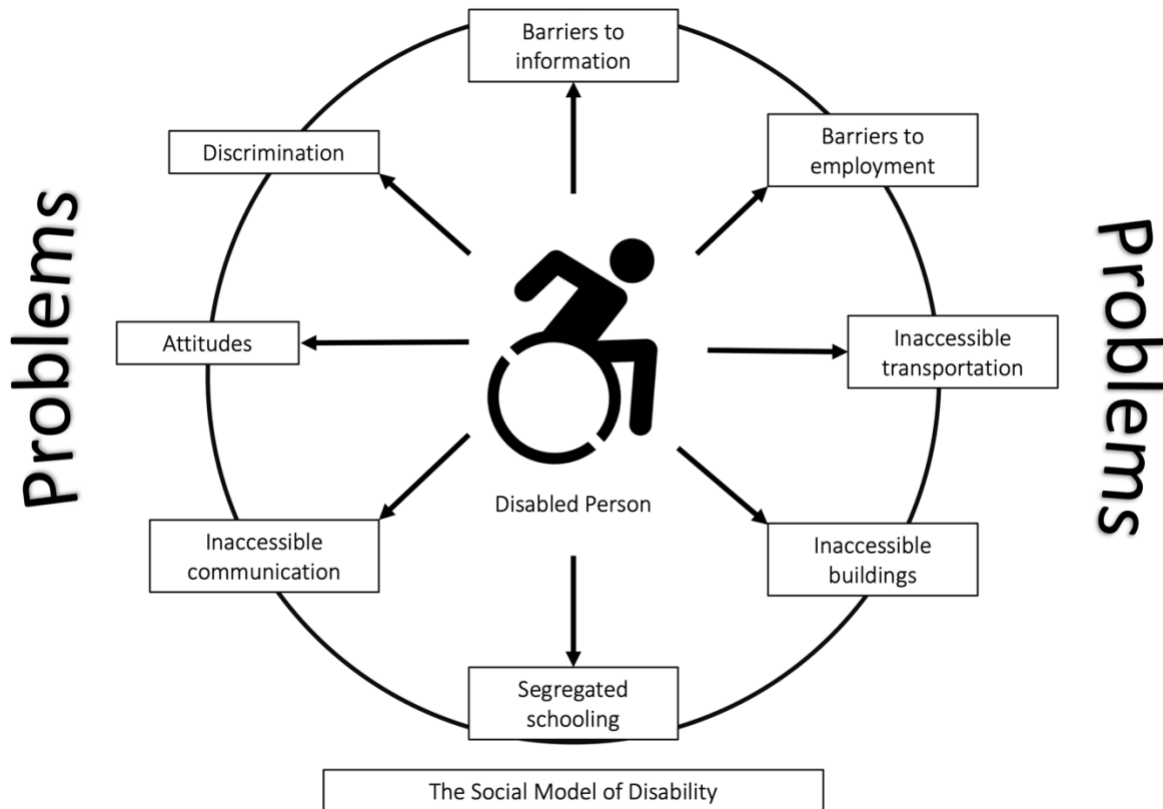 Barriers to
information
Barriers to
employment
Discrimination
Problems
Problems
Attitudes
Inaccessible
transportation
Disabled Person
Inaccessible
communication
Inaccessible
buildings
Segregated
schooling
The Social Model of Disability